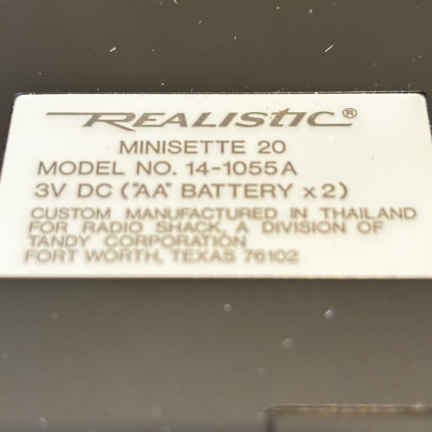 REALISTIC®
MINISETTE 20
MODEL NO. 14-1055A
3V DC ("AA" BATTERY x 2)
CUSTOM MANUFACTURED IN THAILAND
FOR RADIO SHACK, A DIVISION OF
TANDY CORPORATION
FORT WORTH, TEXAS 76102